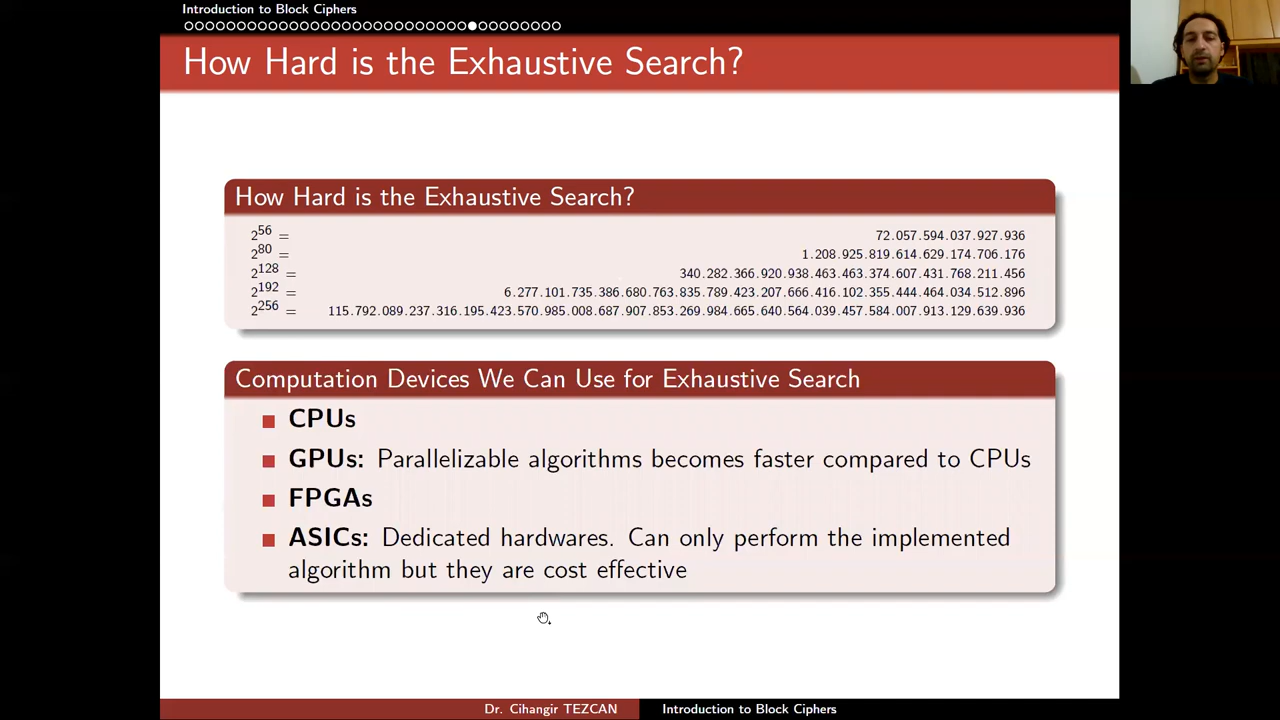 Introduction to Block Ciphers
How Hard is the Exhaustive Search?
How Hard is the Exhaustive Search?
2^56 = 72.057.594.037.927.936
2^80 = 1.208.925.819.614.629.174.706.176
2^128 = 340.282.366.920.938.463.463.374.607.431.768.211.456
2^192 = 6.277.101.735.386.680.763.835.789.423.207.666.416.102.355.444.464.034.512.896
2^256 = 115.792.089.237.316.195.423.570.985.008.687.907.853.269.984.665.640.564.039.457.584.007.913.129.639.936
Computation Devices We Can Use for Exhaustive Search
CPUs
GPUs: Parallelizable algorithms becomes faster compared to CPUs
FPGAs
ASICs: Dedicated hardwares. Can only perform the implemented
algorithm but they are cost effective
Dr. Cihangir TEZCAN Introduction to Block Ciphers